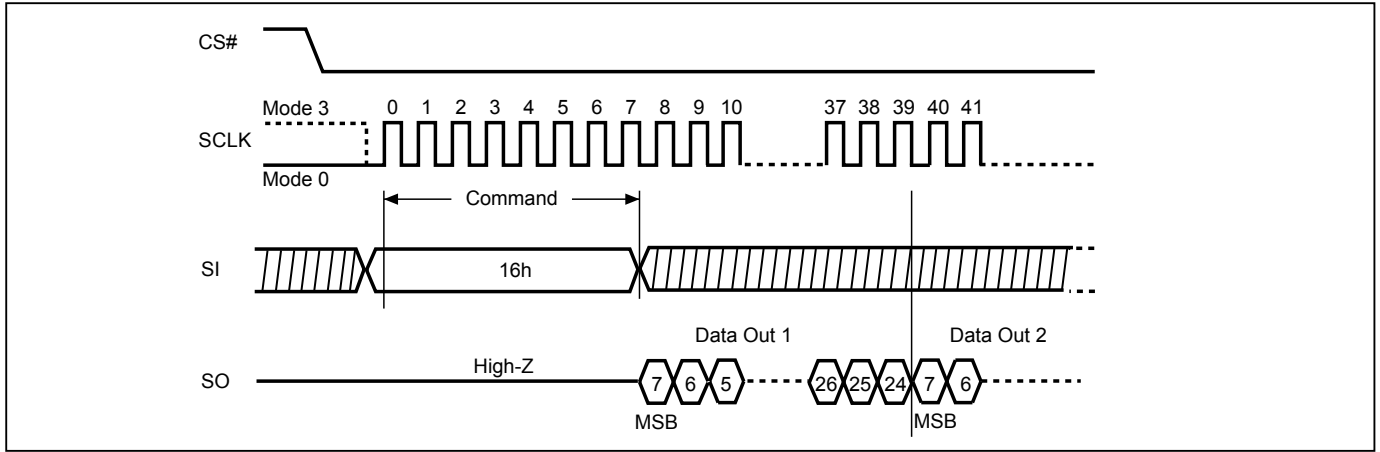 CS#
Mode 3
0 1 2 3 4 5 6 7 8 9 10 37 38 39 40 41
SCLK
Mode 0
Command
SI
16h
Data Out 1 Data Out 2
High-Z
SO
7 6 5 26 25 24 7 6
MSB MSB